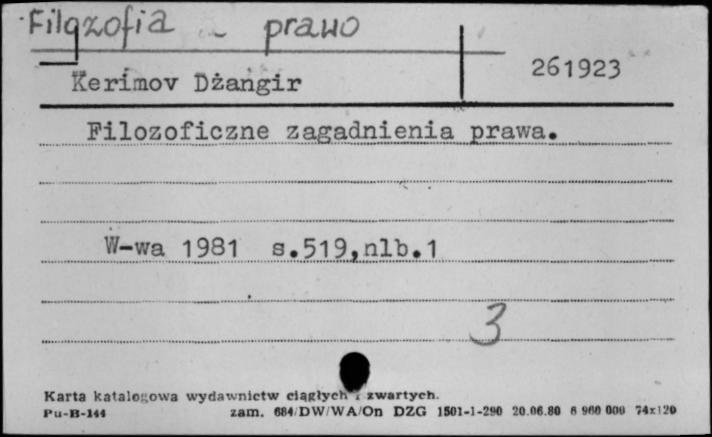 Filozofia - prawo
261923
Kerimov Dżangir
Filozoficzne zagadnienia prawa.
W-wa 1981 s.519,nlb.1
3
Karta katalogowa wydawnictw ciągłych i zwartych.
Pu-B-144 zam. 684/DW/WA/On DZG 1501-1-290 20.06.80 6 960 000 74x120